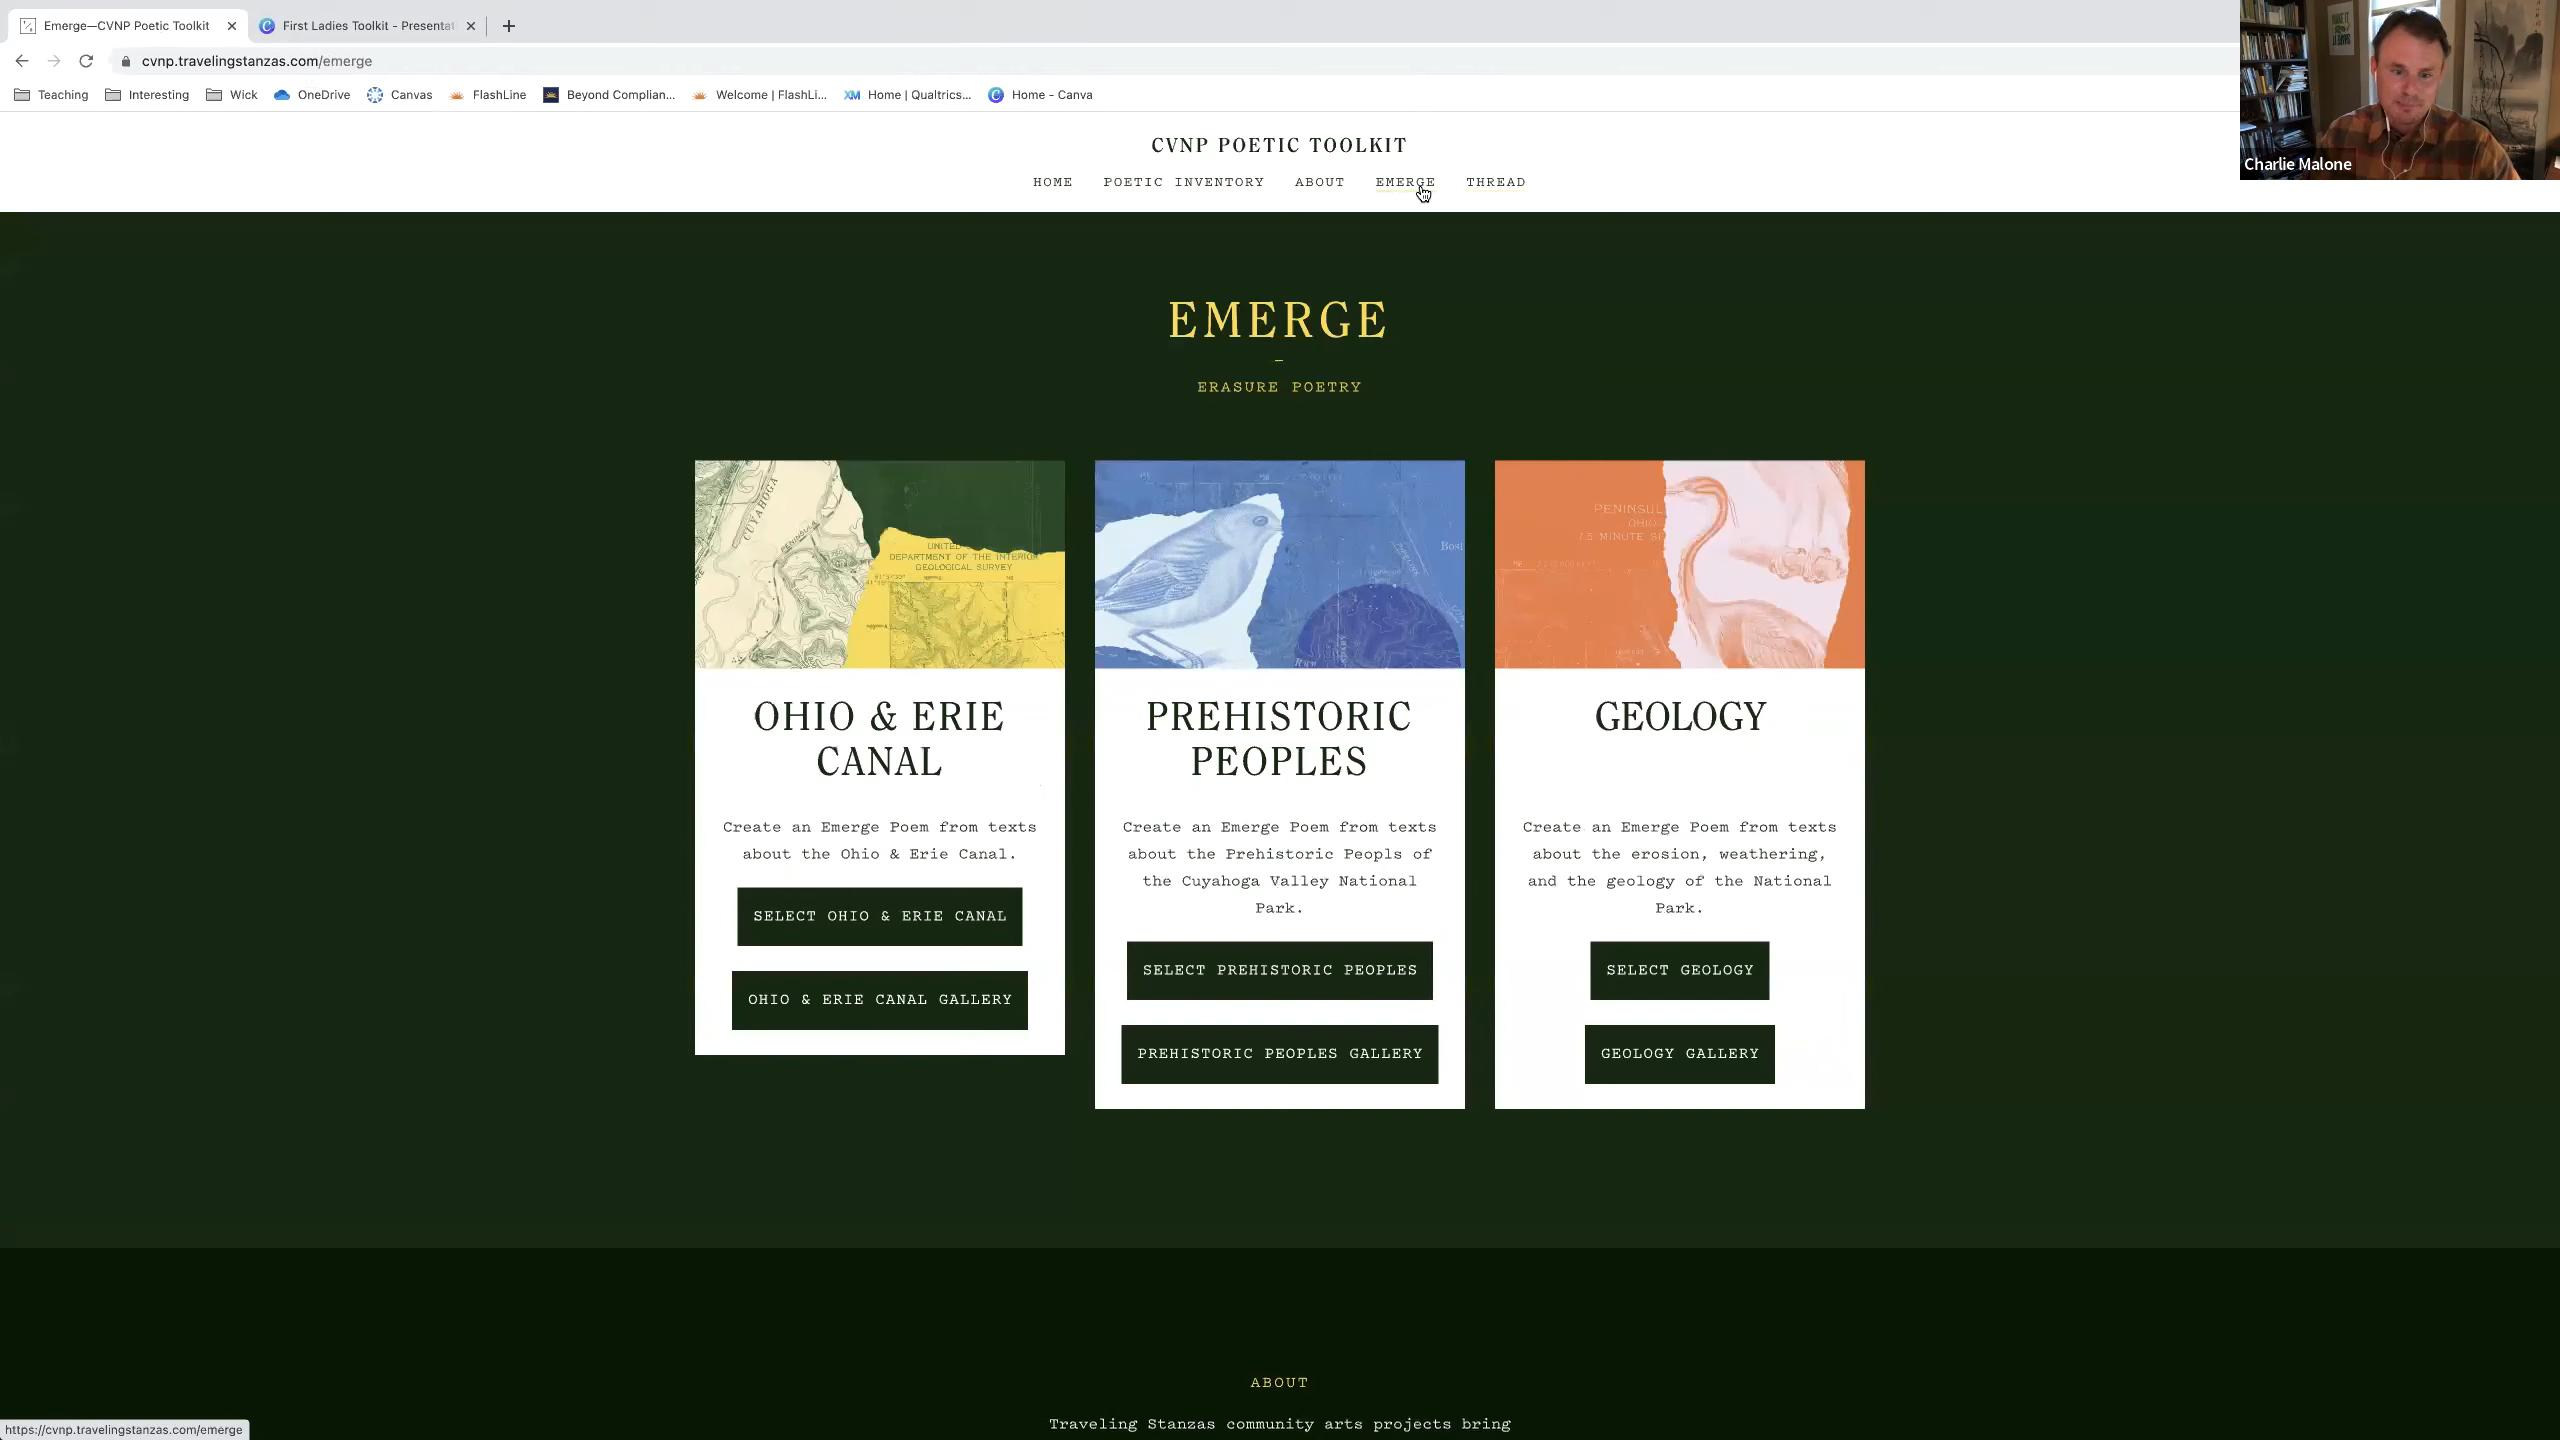 Emerge—CVNP Poetic Toolkit
First Ladies Toolkit - Presentat
cvnp.travelingstanzas.com/emerge
Teaching
Interesting
Wick
OneDrive
Canvas
FlashLine
Beyond Complian...
Welcome | FlashLi...
Home | Qualtrics...
Home - Canva
Charlie Malone
CVNP POETIC TOOLKIT
HOME
POETIC INVENTORY
ABOUT
EMERGE
THREAD
EMERGE
–
ERASURE POETRY
CUYAHOGA
PENINSULA
UNITED
DEPARTMENT OF THE INTERIOR
GEOLOGICAL SURVEY
OHIO & ERIE
CANAL
Create an Emerge Poem from texts
about the Ohio & Erie Canal.
SELECT OHIO & ERIE CANAL
OHIO & ERIE CANAL GALLERY
Bost
PREHISTORIC
PEOPLES
Create an Emerge Poem from texts
about the Prehistoric Peopls of
the Cuyahoga Valley National
Park.
SELECT PREHISTORIC PEOPLES
PREHISTORIC PEOPLES GALLERY
PENINSUL
OHIO
7.5 MINUTE SE
GEOLOGY
Create an Emerge Poem from texts
about the erosion, weathering,
and the geology of the National
Park.
SELECT GEOLOGY
GEOLOGY GALLERY
ABOUT
Traveling Stanzas community arts projects bring
https://cvnp.travelingstanzas.com/emerge